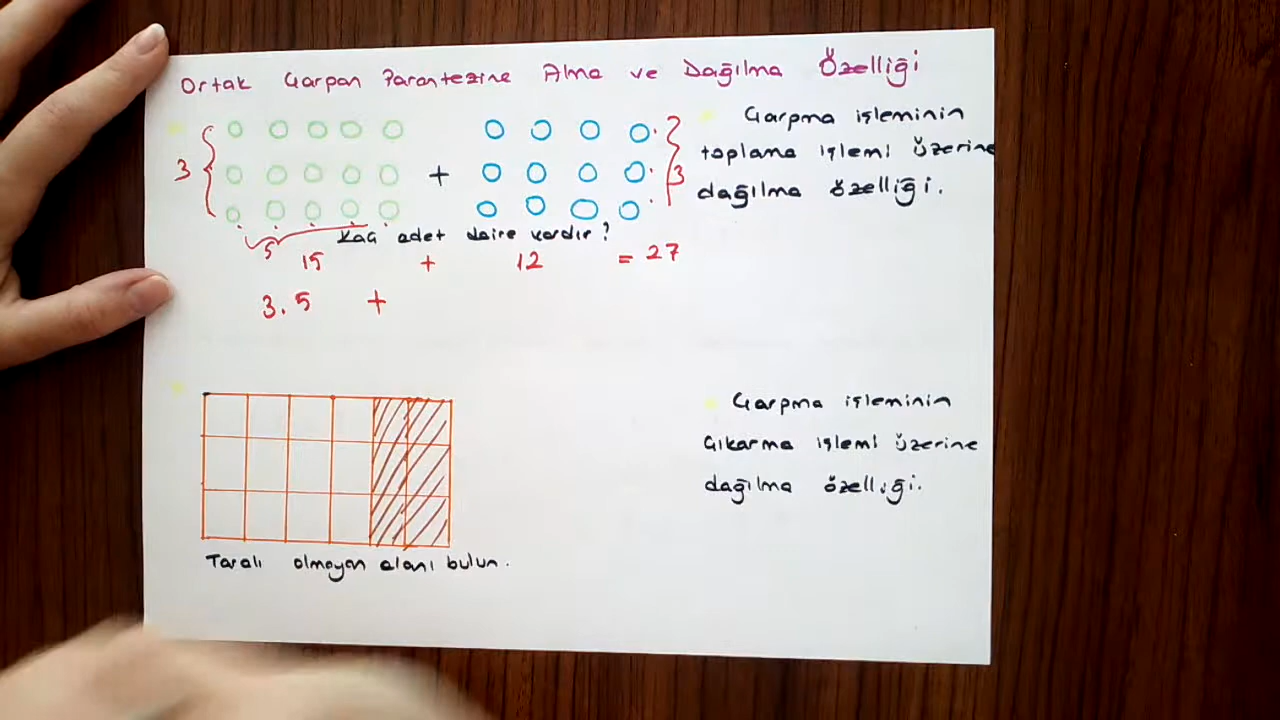 Ortak Çarpan Parantezine Alma ve Dağılma Özelliği
3 + 3
Kaç adet daire vardır?
5
15 + 12 = 27
3.5 +
Çarpma işleminin
toplama işlemi üzerine
dağılma özelliği.
Taralı olmayan alanı bulun.
Çarpma işleminin
Çıkarma işlemi üzerine
dağılma özelliği.